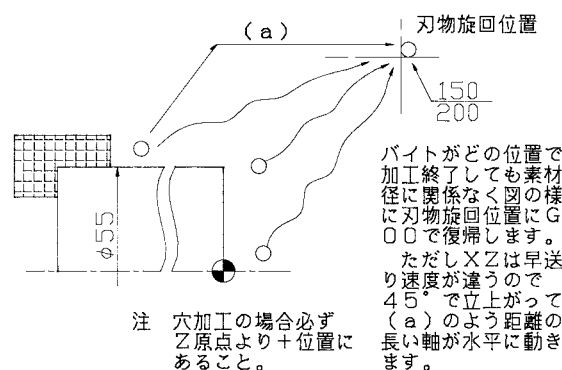 (a)
刃物旋回位置
150
200
バイトがどの位置で
加工終了しても素材
径に関係なく図の様
に刃物旋回位置にG
00で復帰します。
ただしXZは早送
り速度が違うので
45°で立上がって
(a)のよう距離の
長い軸が水平に動き
ます。
φ55
注 穴加工の場合必ず
Z原点より+位置に
あること。